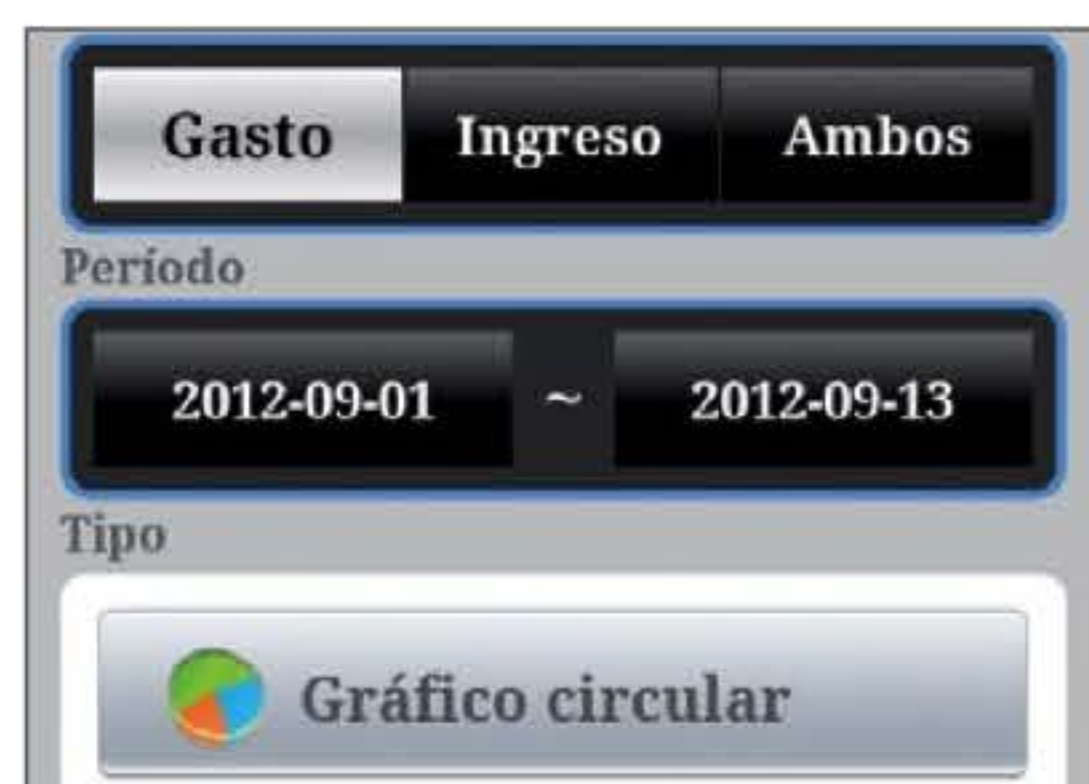 Gasto Ingreso Ambos
Período
2012-09-01 ~ 2012-09-13
Tipo
Gráfico circular